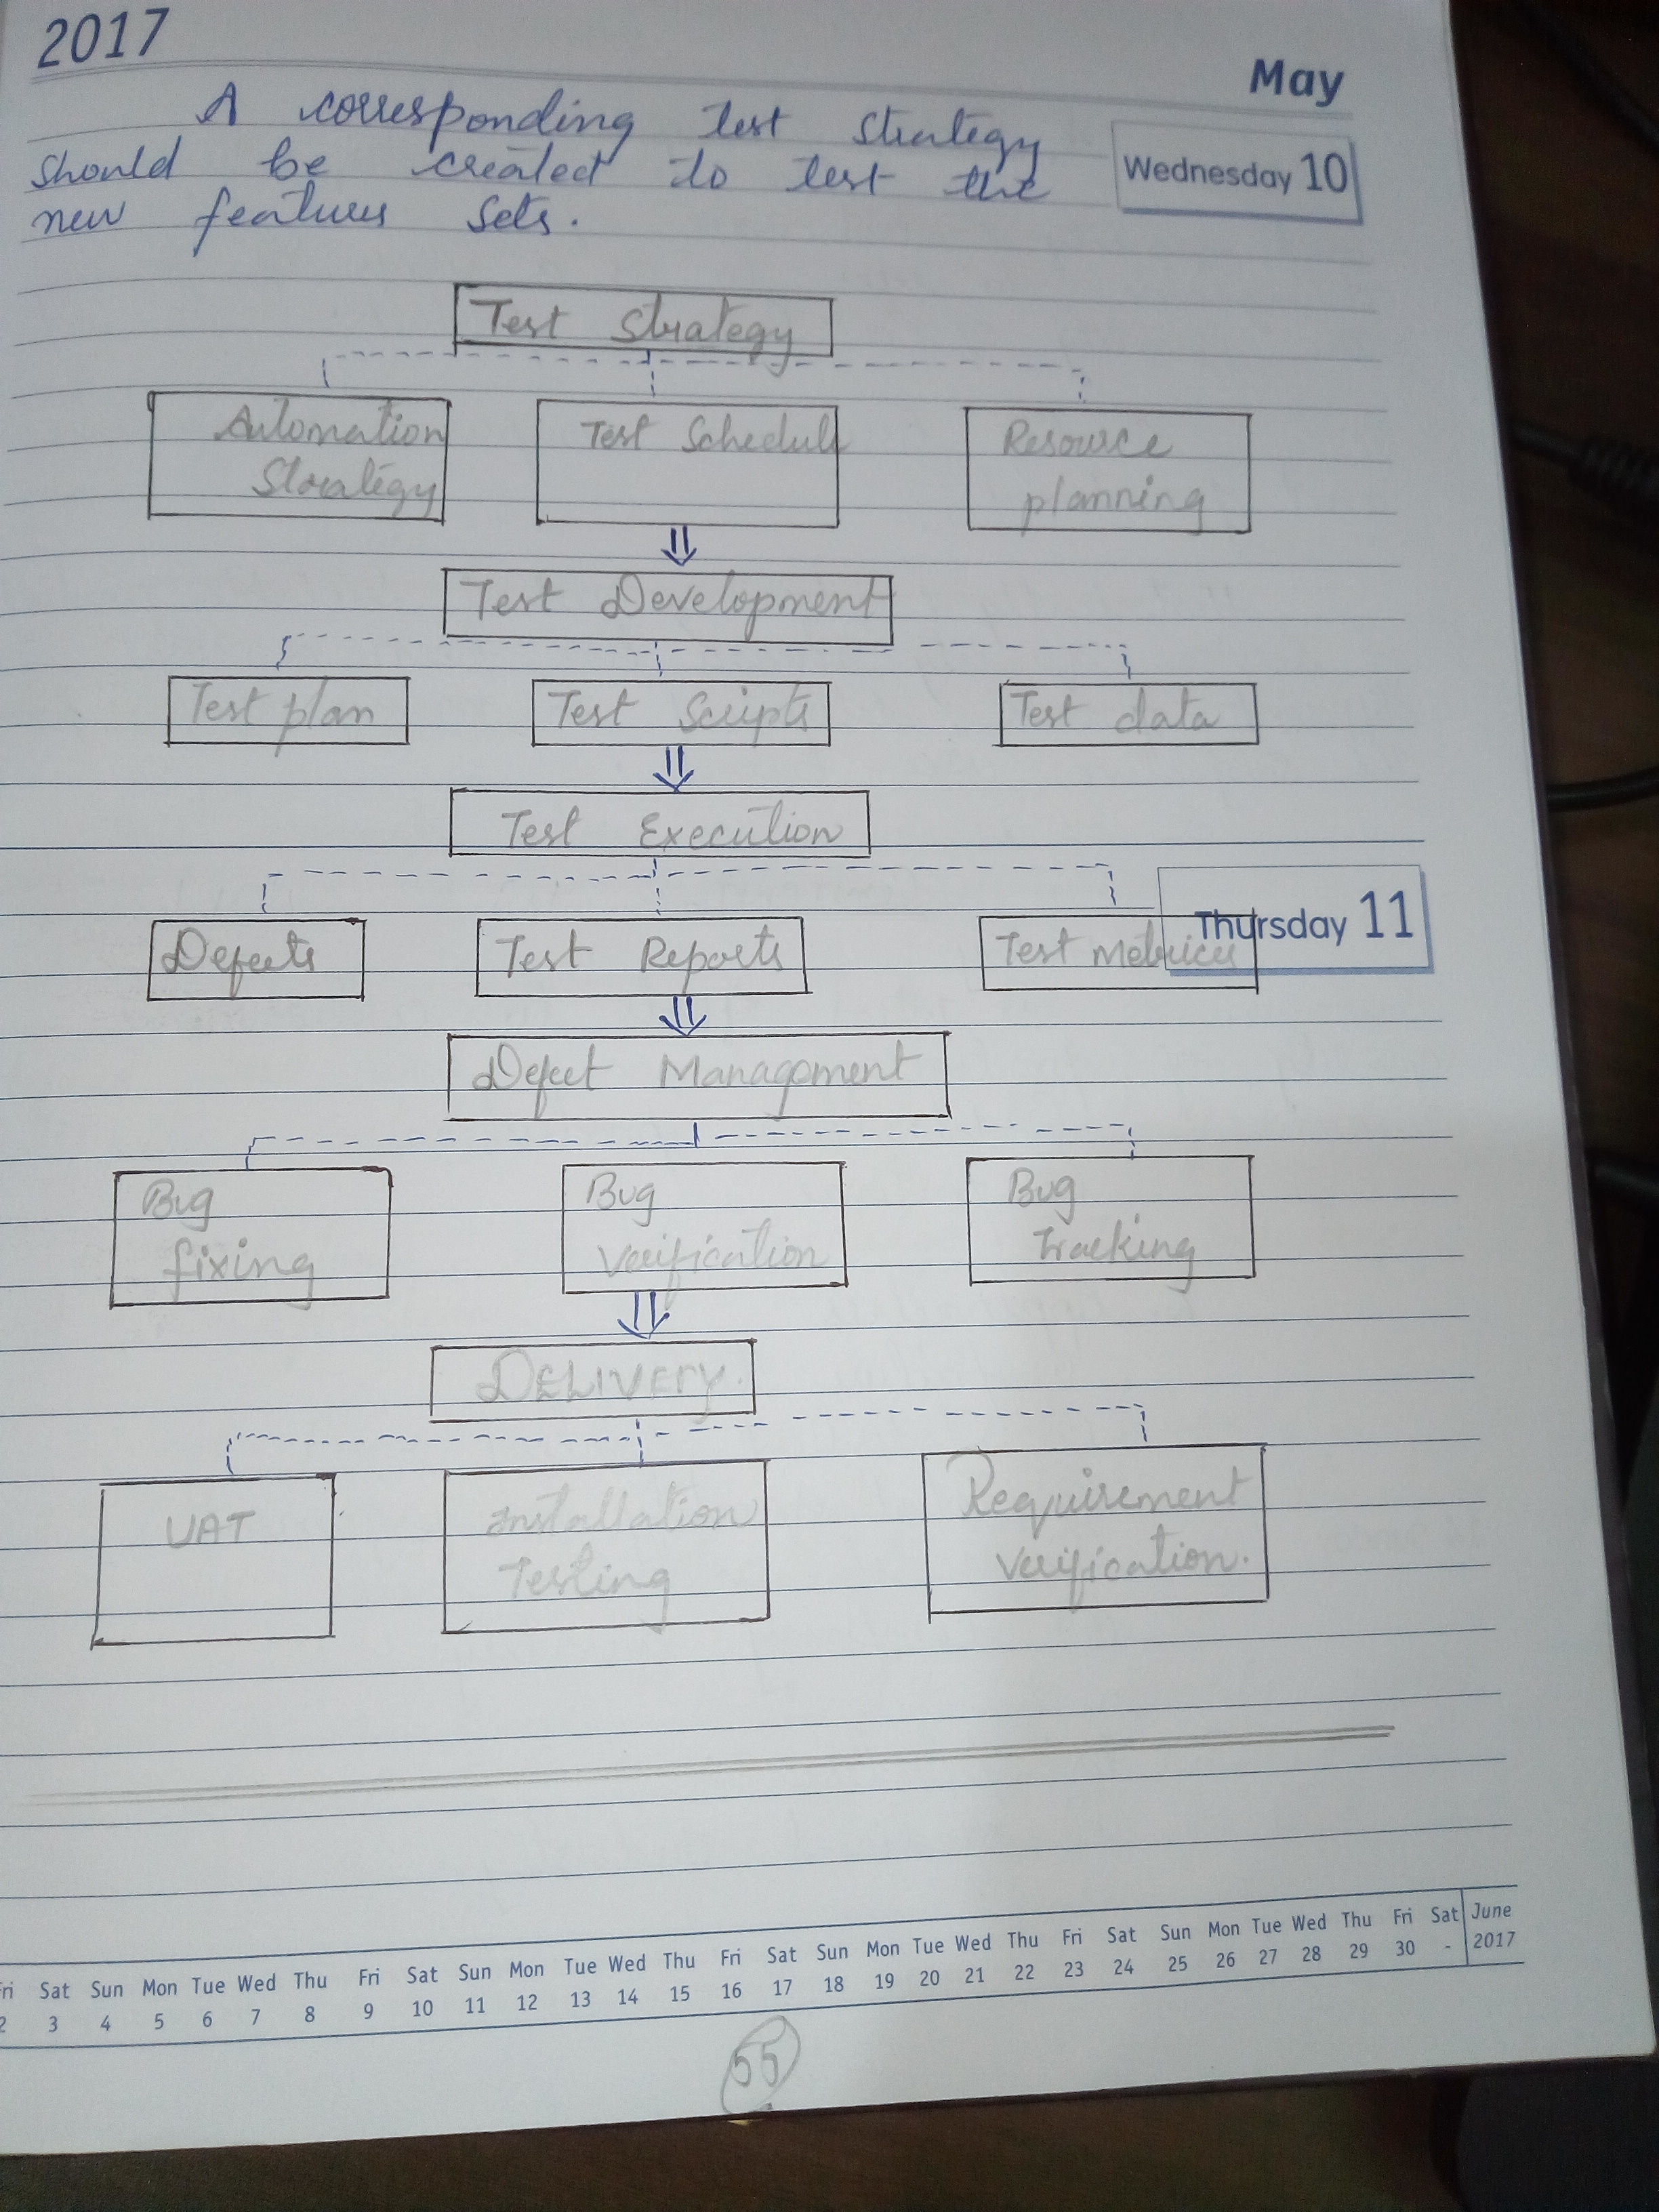 2017
May
Wednesday 10
A corresponding test strategy
should be created to test the
new features sets.
Test Strategy
Automation
Strategy
Test Schedule
Resource
planning
Test Development
Test plan
Test Scripts
Test data
Test Execution
Thursday 11
Defects
Test Reports
Test metrices
Defect Management
Bug
fixing
Bug
verification
Bug
tracking
DELIVERY.
UAT
Installation
Testing
Requirement
verification.
Fri Sat Sun Mon Tue Wed Thu Fri Sat Sun Mon Tue Wed Thu Fri Sat Sun Mon Tue Wed Thu Fri Sat Sun Mon Tue Wed Thu Fri Sat June
2 3 4 5 6 7 8 9 10 11 12 13 14 15 16 17 18 19 20 21 22 23 24 25 26 27 28 29 30 - 2017
55